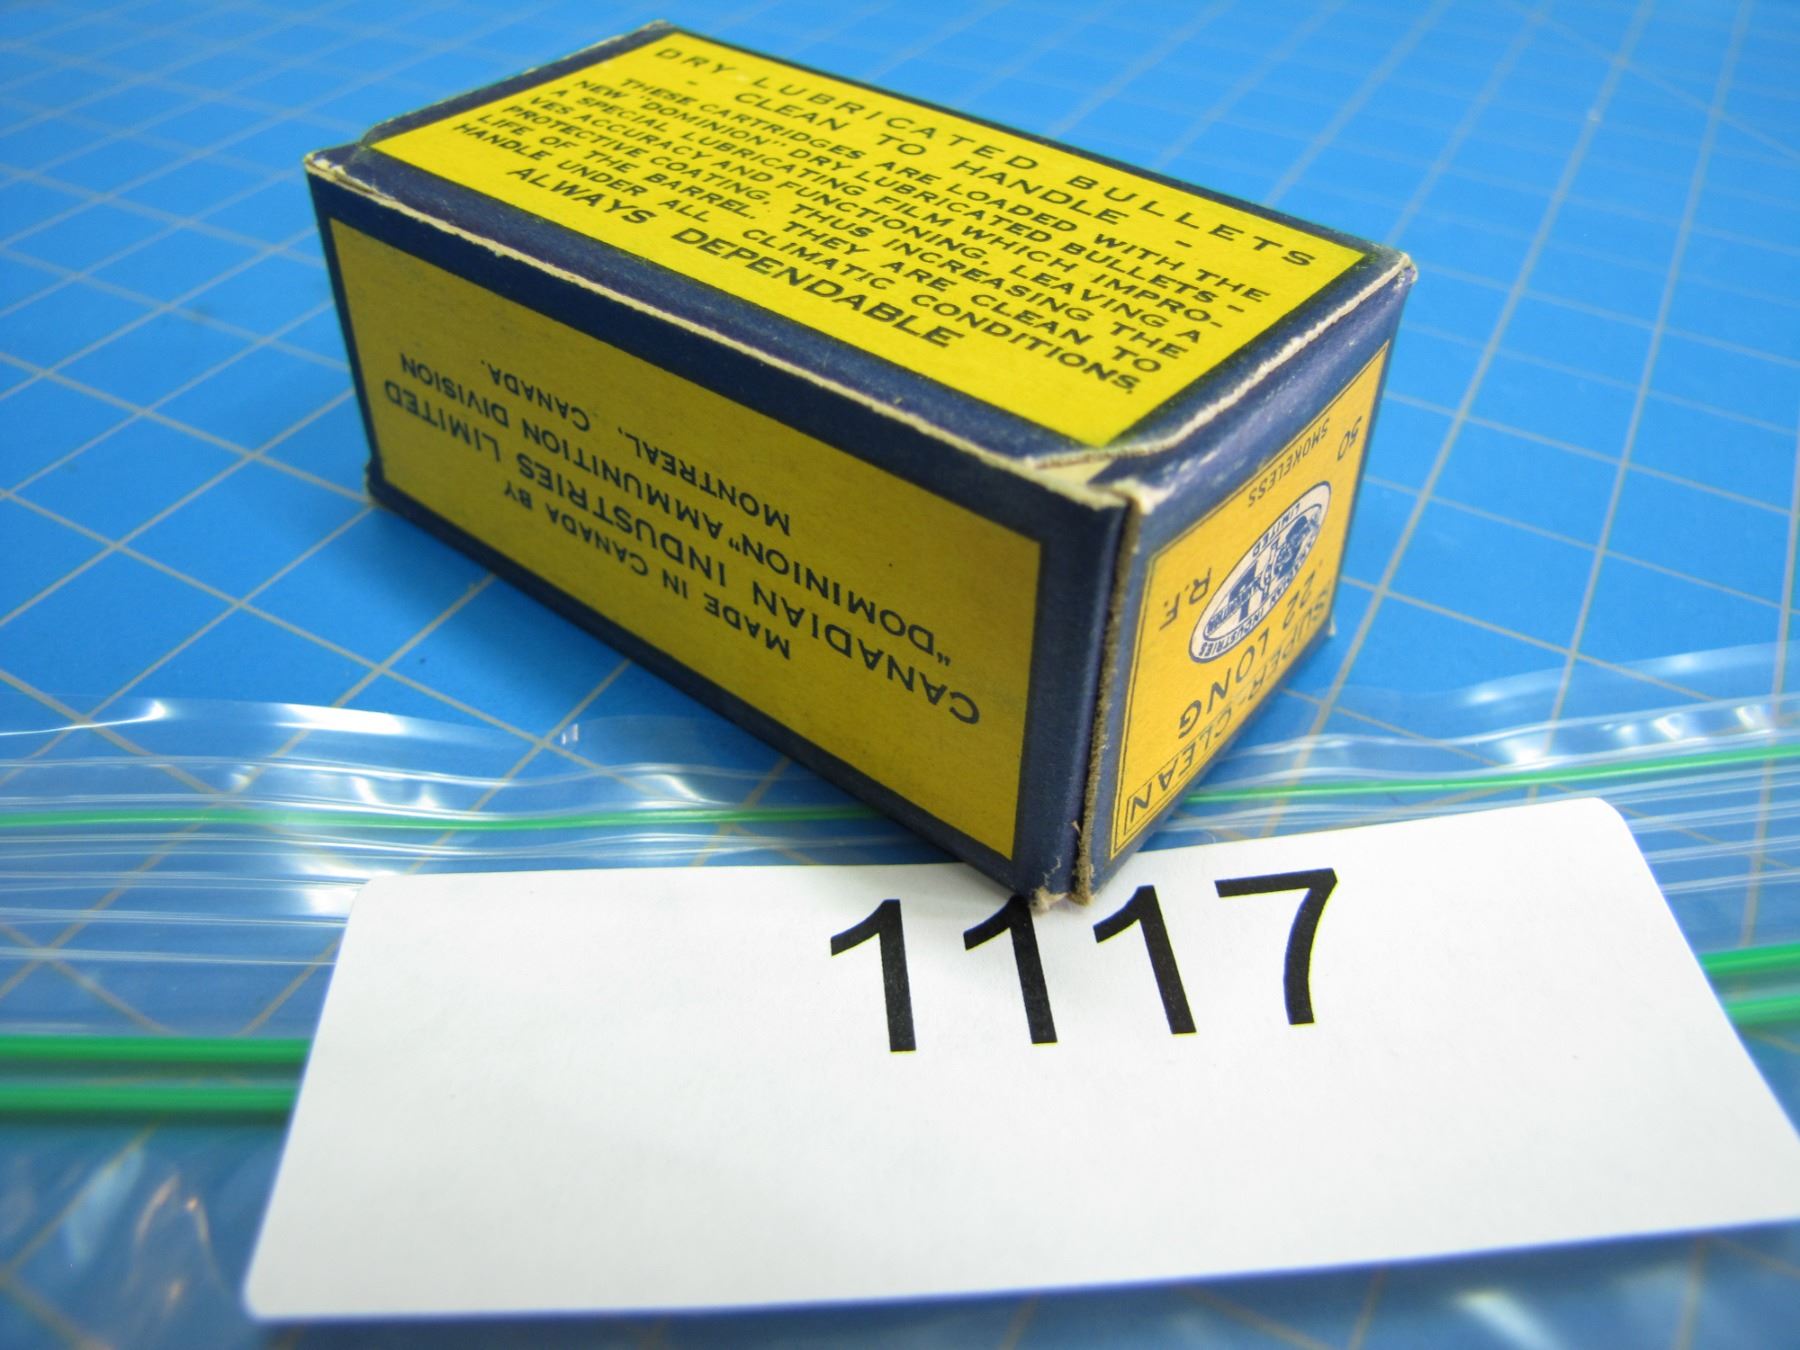 DRY-LUBRICATED BULLETS
- CLEAN TO HANDLE -
THESE CARTRIDGES ARE LOADED WITH THE
NEW "DOMINION" DRY LUBRICATED BULLETS-
A SPECIAL LUBRICATING FILM WHICH IMPRO-
VES ACCURACY AND FUNCTIONING, LEAVING A
PROTECTIVE COATING. THUS INCREASING THE
LIFE OF THE BARREL. THEY ARE CLEAN TO
HANDLE UNDER ALL CLIMATIC CONDITIONS,
ALWAYS DEPENDABLE
MADE IN CANADA BY
CANADIAN INDUSTRIES LIMITED
"DOMINION" AMMUNITION DIVISION
MONTREAL, CANADA.
SUPER-CLEAN
.22 LONG
R.F.
INDUSTRIES
LIMITED
50
SMOKELESS
1117